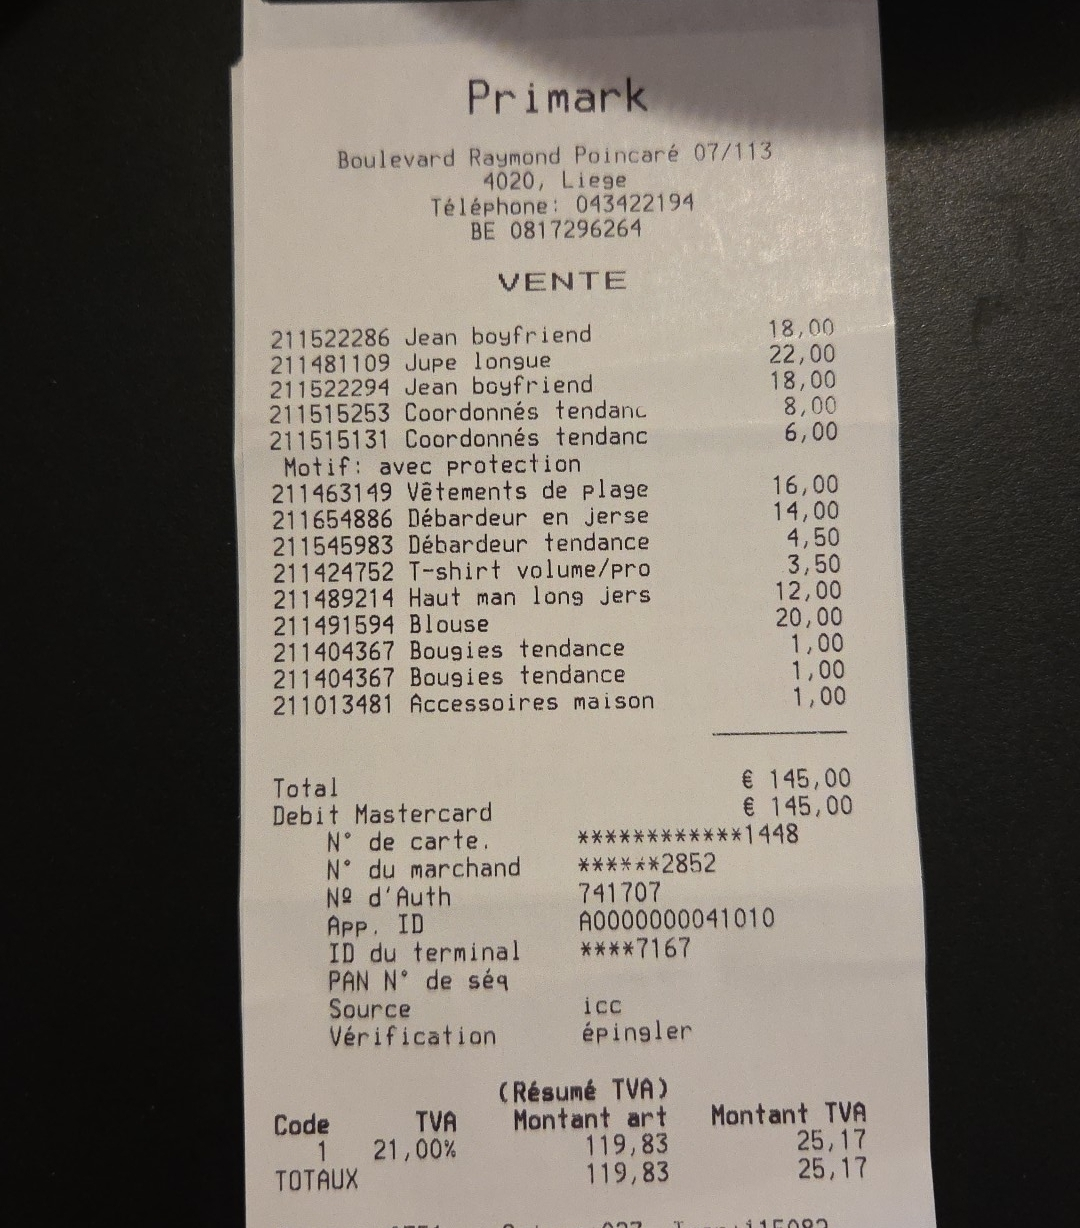 Primark
Boulevard Raymond Poincaré 07/113
4020, Liege
Téléphone: 043422194
BE 0817296264
VENTE
211522286 Jean boyfriend 18,00
211481109 Jupe longue 22,00
211522294 Jean boyfriend 18,00
211515253 Coordonnés tendanc 8,00
211515131 Coordonnés tendanc 6,00
Motif: avec protection
211463149 Vêtements de plage 16,00
211654886 Débardeur en jerse 14,00
211545983 Débardeur tendance 4,50
211424752 T-shirt volume/pro 3,50
211489214 Haut man long jers 12,00
211491594 Blouse 20,00
211404367 Bougies tendance 1,00
211404367 Bougies tendance 1,00
211013481 Accessoires maison 1,00
Total € 145,00
Debit Mastercard € 145,00
N° de carte. ************1448
N° du marchand ******2852
Nº d'Auth 741707
App. ID A0000000041010
ID du terminal ****7167
PAN N° de séq
Source icc
Vérification épingler
(Résumé TVA)
Code TVA Montant art Montant TVA
1 21,00% 119,83 25,17
TOTAUX 119,83 25,17